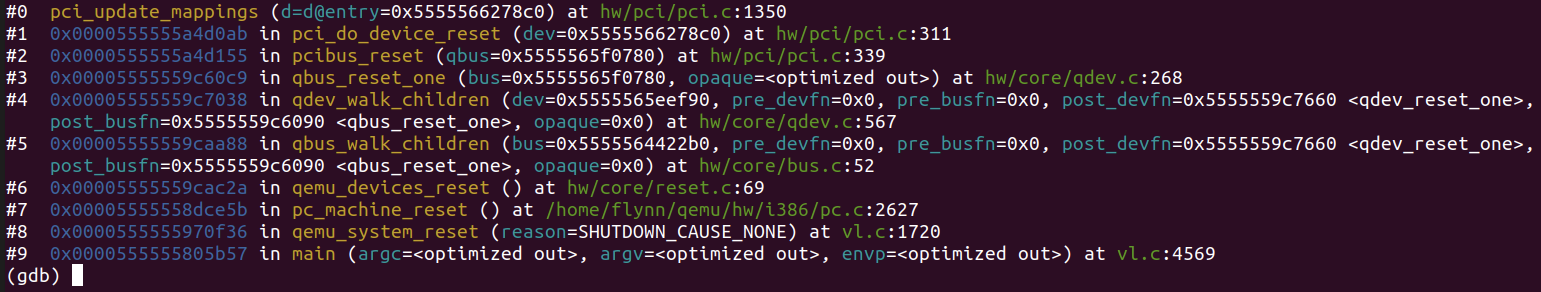 #0  pci_update_mappings (d=d@entry=0x5555566278c0) at hw/pci/pci.c:1350
#1  0x0000555555a4d0ab in pci_do_device_reset (dev=0x5555566278c0) at hw/pci/pci.c:311
#2  0x0000555555a4d155 in pcibus_reset (qbus=0x5555565f0780) at hw/pci/pci.c:339
#3  0x00005555559c60c9 in qbus_reset_one (bus=0x5555565f0780, opaque=<optimized out>) at hw/core/qdev.c:268
#4  0x00005555559c7038 in qdev_walk_children (dev=0x5555565eef90, pre_devfn=0x0, pre_busfn=0x0, post_devfn=0x5555559c7660 <qdev_reset_one>,
    post_busfn=0x5555559c6090 <qbus_reset_one>, opaque=0x0) at hw/core/qdev.c:567
#5  0x00005555559caa88 in qbus_walk_children (bus=0x5555564422b0, pre_devfn=0x0, pre_busfn=0x0, post_devfn=0x5555559c7660 <qdev_reset_one>,
    post_busfn=0x5555559c6090 <qbus_reset_one>, opaque=0x0) at hw/core/bus.c:52
#6  0x00005555559cac2a in qemu_devices_reset () at hw/core/reset.c:69
#7  0x00005555558dce5b in pc_machine_reset () at /home/flynn/qemu/hw/i386/pc.c:2627
#8  0x0000555555970f36 in qemu_system_reset (reason=SHUTDOWN_CAUSE_NONE) at vl.c:1720
#9  0x0000555555805b57 in main (argc=<optimized out>, argv=<optimized out>, envp=<optimized out>) at vl.c:4569
(gdb)